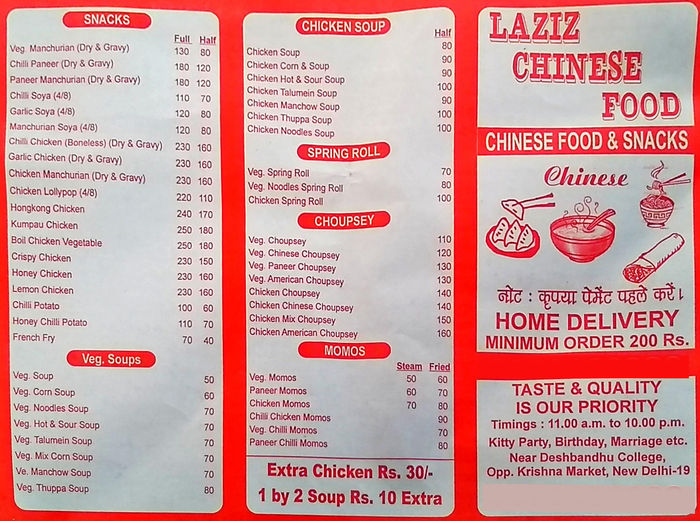 SNACKS
Full Half
Veg. Manchurian (Dry & Gravy) 130 80
Chilli Paneer (Dry & Gravy) 180 120
Paneer Manchurian (Dry & Gravy) 180 120
Chilli Soya (4/8) 110 70
Garlic Soya (4/8) 120 80
Manchurian Soya (4/8) 120 80
Chilli Chicken (Boneless) (Dry & Gravy) 230 160
Garlic Chicken (Dry & Gravy) 230 160
Chicken Manchurian (Dry & Gravy) 230 160
Chicken Lollypop (4/8) 220 110
Hongkong Chicken 240 170
Kumpau Chicken 250 180
Boil Chicken Vegetable 250 180
Crispy Chicken 230 150
Honey Chicken 230 160
Lemon Chicken 230 160
Chilli Potato 100 60
Honey Chilli Potato 110 70
French Fry 70 40
Veg. Soups
Veg. Soup 50
Veg. Corn Soup 60
Veg. Noodles Soup 70
Veg. Hot & Sour Soup 70
Veg. Talumein Soup 70
Veg. Mix Corn Soup 70
Ve. Manchow Soup 70
Veg. Thuppa Soup 80
CHICKEN SOUP
Half
Chicken Soup 80
Chicken Corn & Soup 90
Chicken Hot & Sour Soup 90
Chicken Talumein Soup 100
Chicken Manchow Soup 90
Chicken Thuppa Soup 100
Chicken Noodles Soup 100
SPRING ROLL
Veg. Spring Roll 70
Veg. Noodles Spring Roll 80
Chicken Spring Roll 100
CHOUPSEY
Veg. Choupsey 110
Veg. Chinese Choupsey 120
Veg. Paneer Choupsey 130
Veg. American Choupsey 130
Chicken Choupsey 140
Chicken Chinese Choupsey 140
Chicken Mix Choupsey 150
Chicken American Choupsey 160
MOMOS
Steam Fried
Veg. Momos 50 60
Paneer Momos 60 70
Chicken Momos 70 80
Chilli Chicken Momos 90
Veg. Chilli Momos 70
Paneer Chilli Momos 80
Extra Chicken Rs. 30/-
1 by 2 Soup Rs. 10 Extra
LAZIZ
CHINESE
FOOD
CHINESE FOOD & SNACKS
Chinese
नोट : कृपया पेमेंट पहले करें।
HOME DELIVERY
MINIMUM ORDER 200 Rs.
TASTE & QUALITY
IS OUR PRIORITY
Timings : 11.00 a.m. to 10.00 p.m.
Kitty Party, Birthday, Marriage etc.
Near Deshbandhu College,
Opp. Krishna Market, New Delhi-19